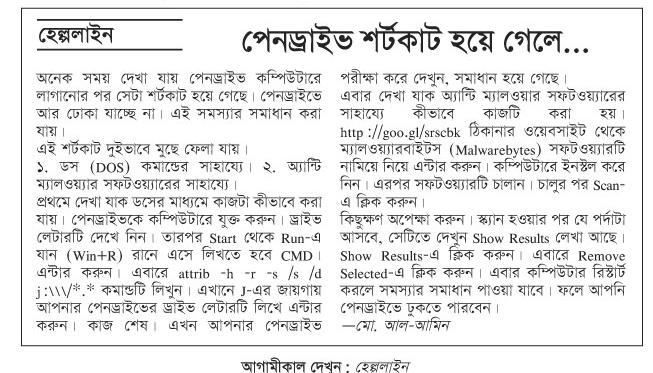 হেল্পলাইন
পেনড্রাইভ শর্টকাট হয়ে গেলে...
অনেক সময় দেখা যায় পেনড্রাইভ কম্পিউটারে
লাগানোর পর সেটা শর্টকাট হয়ে গেছে। পেনড্রাইভে
আর ঢোকা যাচ্ছে না। এই সমস্যার সমাধান করা
যায়।
এই শর্টকাট দুইভাবে মুছে ফেলা যায়।
১. ডস (DOS) কমান্ডের সাহায্যে। ২. অ্যান্টি
ম্যালওয়্যার সফটওয়্যারের সাহায্যে।
প্রথমে দেখা যাক ডসের মাধ্যমে কাজটা কীভাবে করা
যায়। পেনড্রাইভকে কম্পিউটারে যুক্ত করুন। ড্রাইভ
লেটারটি দেখে নিন। তারপর Start থেকে Run-এ
যান (Win+R) রানে এসে লিখতে হবে CMD।
এন্টার করুন। এবারে attrib -h -r -s /s /d
j:\\\/*.* কমান্ডটি লিখুন। এখানে J-এর জায়গায়
আপনার পেনড্রাইভের ড্রাইভ লেটারটি লিখে এন্টার
করুন। কাজ শেষ। এখন আপনার পেনড্রাইভ
পরীক্ষা করে দেখুন, সমাধান হয়ে গেছে।
এবার দেখা যাক অ্যান্টি ম্যালওয়ার সফটওয়্যারের
সাহায্যে কীভাবে কাজটি করা হয়।
http://goo.gl/srscbk ঠিকানার ওয়েবসাইট থেকে
ম্যালওয়্যারবাইটস (Malwarebytes) সফটওয়্যারটি
নামিয়ে নিয়ে এন্টার করুন। কম্পিউটারে ইনস্টল করে
নিন। এরপর সফটওয়্যারটি চালান। চালুর পর Scan-
এ ক্লিক করুন।
কিছুক্ষণ অপেক্ষা করুন। স্ক্যান হওয়ার পর যে পর্দাটা
আসবে, সেটিতে দেখুন Show Results লেখা আছে।
Show Results-এ ক্লিক করুন। এবারে Remove
Selected-এ ক্লিক করুন। এবার কম্পিউটার রিস্টার্ট
করলে সমস্যার সমাধান পাওয়া যাবে। ফলে আপনি
পেনড্রাইভে ঢুকতে পারবেন।
—মো. আল-আমিন
আগামীকাল দেখুন : হেল্পলাইন